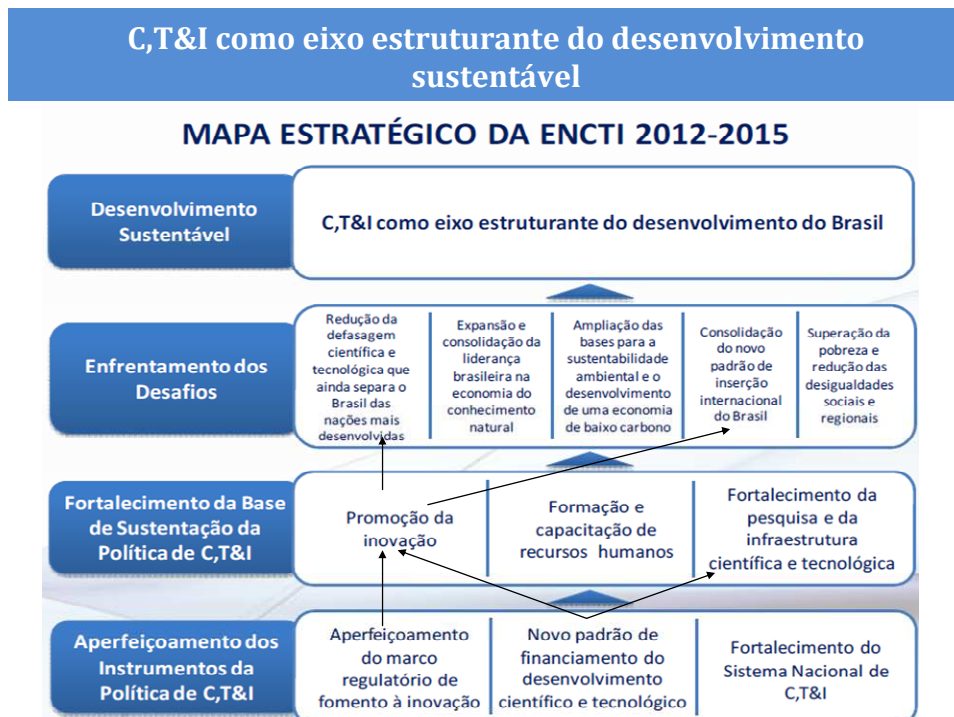 C,T&I como eixo estruturante do desenvolvimento
sustentável
MAPA ESTRATÉGICO DA ENCTI 2012-2015
Desenvolvimento
Sustentável
C,T&I como eixo estruturante do desenvolvimento do Brasil
Enfrentamento dos
Desafios
Redução da
defasagem
científica e
tecnológica que
ainda separa o
Brasil das
nações mais
desenvolvidas
Expansão e
consolidação da
liderança
brasileira na
economia do
conhecimento
natural
Ampliação das
bases para a
sustentabilidade
ambiental e o
desenvolvimento
de uma economia
de baixo carbono
Consolidação
do novo
padrão de
inserção
internacional
do Brasil
Superação da
pobreza e
redução das
desigualdades
sociais e
regionais
Fortalecimento da Base
de Sustentação da
Política de C,T&I
Promoção da
inovação
Formação e
capacitação de
recursos humanos
Fortalecimento da
pesquisa e da
infraestrutura
científica e tecnológica
Aperfeiçoamento dos
Instrumentos da
Política de C,T&I
Aperfeiçoamento
do marco
regulatório de
fomento à inovação
Novo padrão de
financiamento do
desenvolvimento
científico e tecnológico
Fortalecimento do
Sistema Nacional de
C,T&I